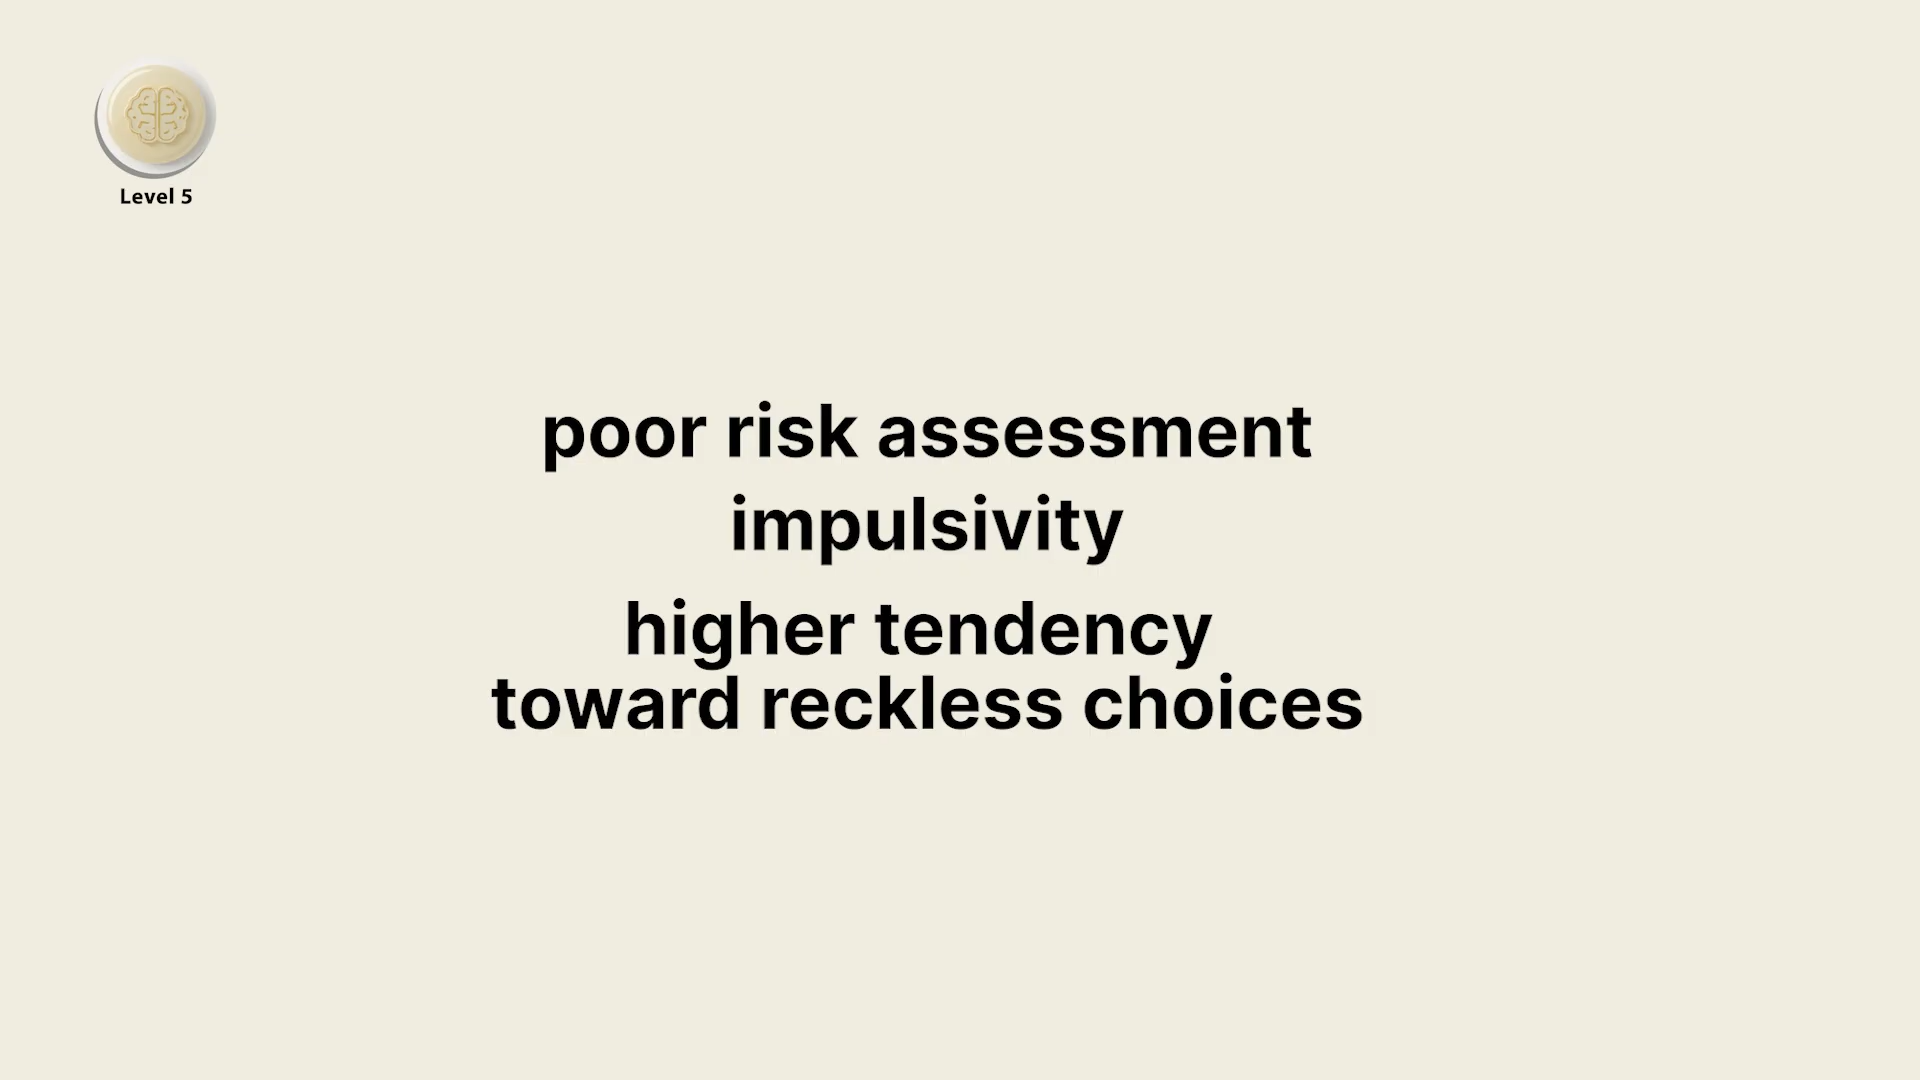 Level 5
poor risk assessment
impulsivity
higher tendency
toward reckless choices